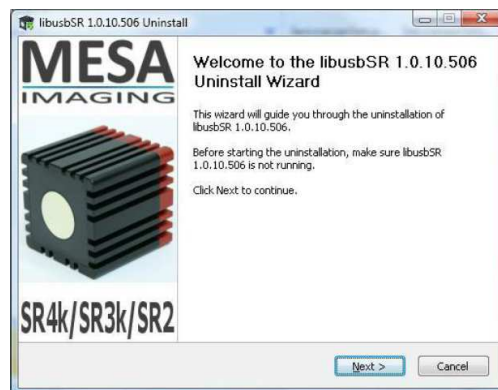 libusbSR 1.0.10.506 Uninstall
MESA
IMAGING
SR4k/SR3k/SR2
Welcome to the libusbSR 1.0.10.506
Uninstall Wizard
This wizard will guide you through the uninstallation of
libusbSR 1.0.10.506.
Before starting the uninstallation, make sure libusbSR
1.0.10.506 is not running.
Click Next to continue.
Next >
Cancel